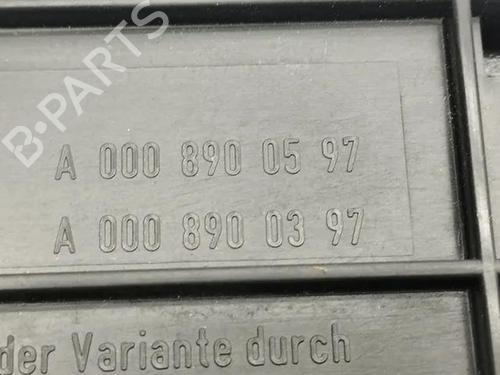 B-PARTS
A 000 890 05 97
A 000 890 03 97
der Variante durch